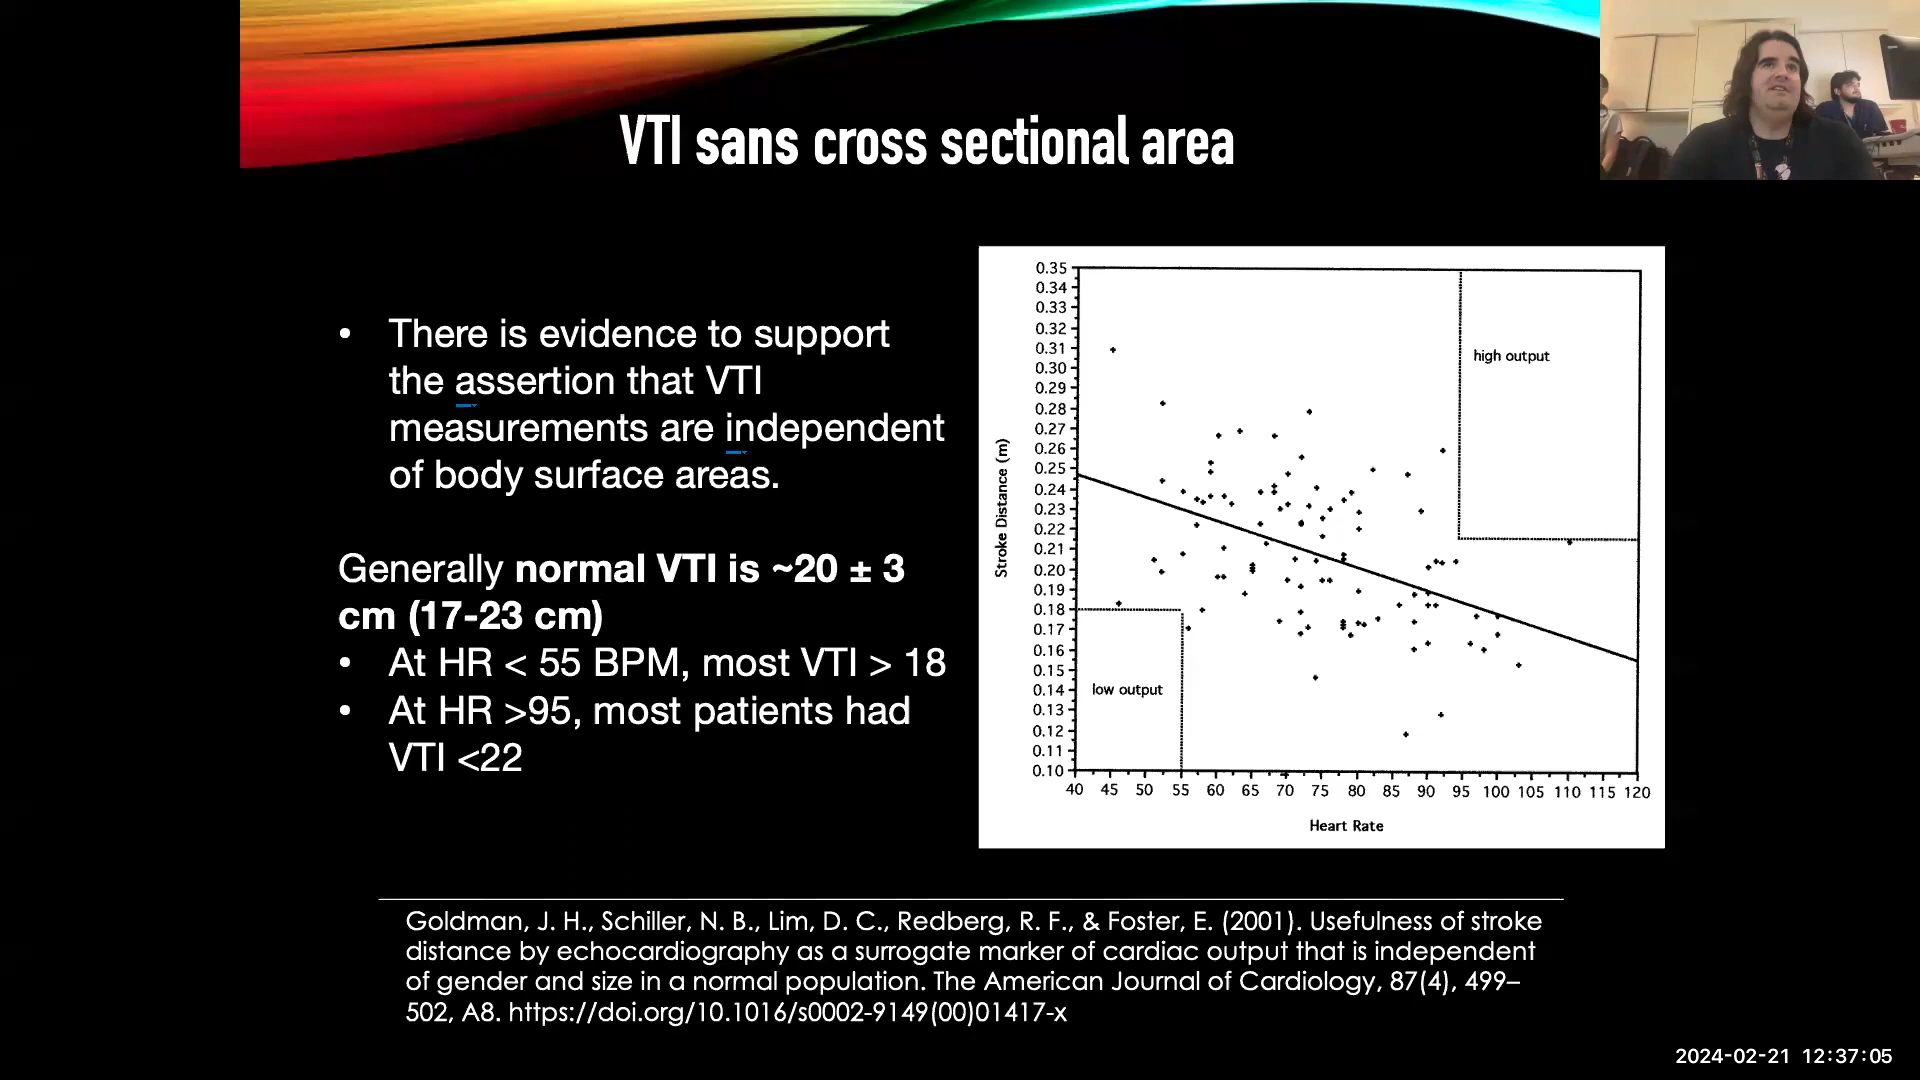 VTI sans cross sectional area
• There is evidence to support
the assertion that VTI
measurements are independent
of body surface areas.
Generally normal VTI is ~20 ± 3
cm (17-23 cm)
• At HR < 55 BPM, most VTI > 18
• At HR >95, most patients had
VTI <22
Stroke Distance (m)
0.35
0.34
0.33
0.32
0.31
0.30
0.29
0.28
0.27
0.26
0.25
0.24
0.23
0.22
0.21
0.20
0.19
0.18
0.17
0.16
0.15
0.14
0.13
0.12
0.11
0.10
high output
low output
40 45 50 55 60 65 70 75 80 85 90 95 100 105 110 115 120
Heart Rate
Goldman, J. H., Schiller, N. B., Lim, D. C., Redberg, R. F., & Foster, E. (2001). Usefulness of stroke
distance by echocardiography as a surrogate marker of cardiac output that is independent
of gender and size in a normal population. The American Journal of Cardiology, 87(4), 499–
502, A8. https://doi.org/10.1016/s0002-9149(00)01417-x
2024-02-21 12:37:05